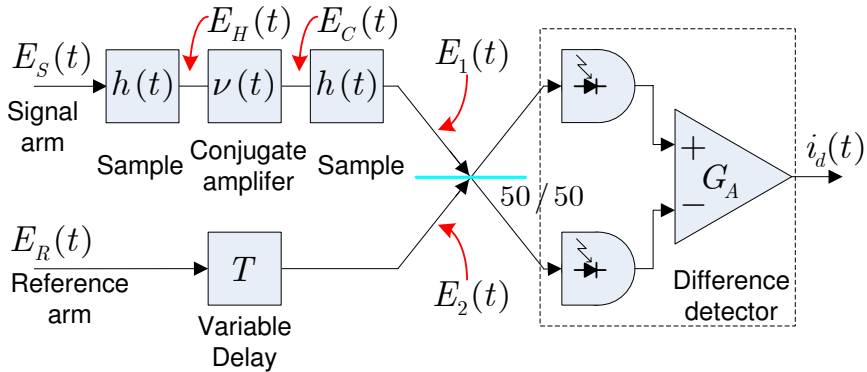 E_H(t) E_C(t)
E_S(t)
h(t) ν(t) h(t)
E_1(t)
Signal
arm
Sample Conjugate
amplifer Sample
50/50
+
G_A
−
i_d(t)
E_R(t)
Reference
arm
T
E_2(t)
Variable
Delay
Difference
detector